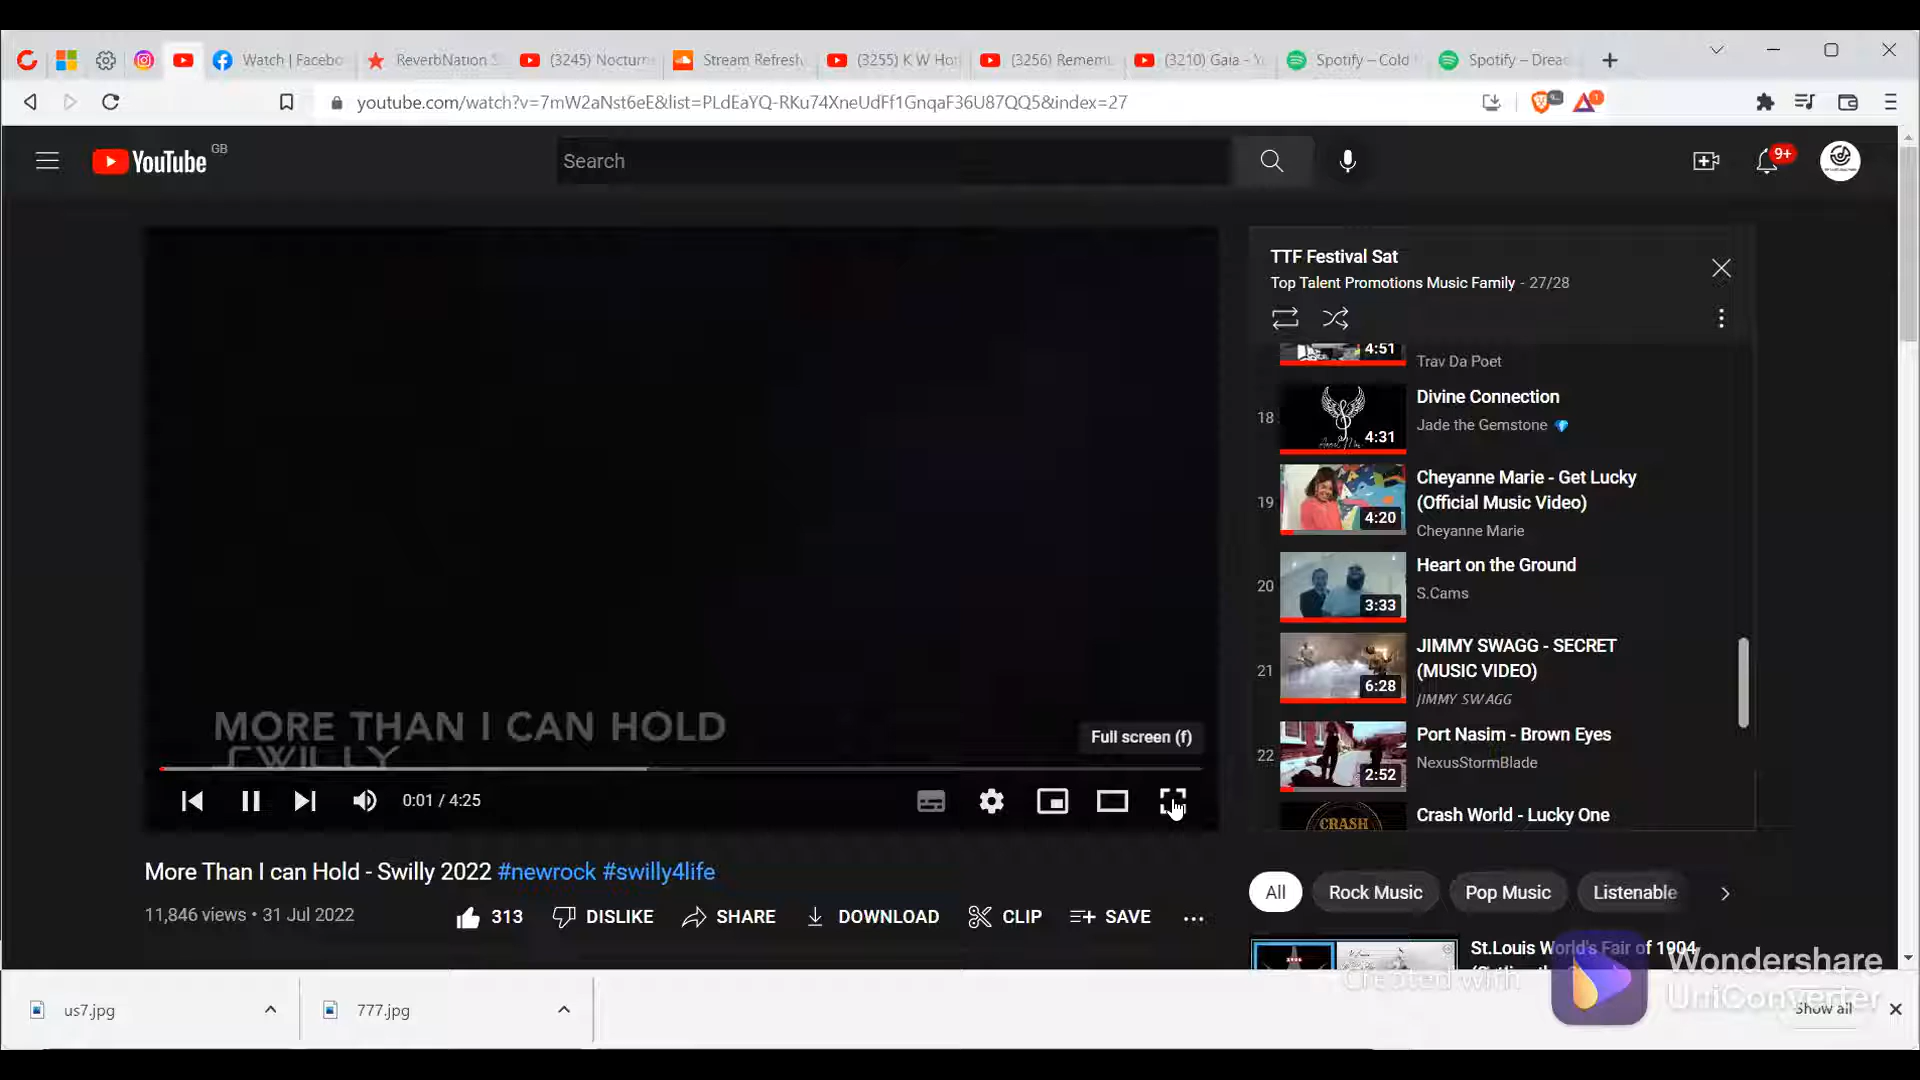 Watch | Facebo
ReverbNation S
(3245) Nocturn
Stream Refresh
(3255) K W Ho
(3256) Rememb
(3210) Gaia - Y
Spotify – Cold
Spotify – Dread
youtube.com/watch?v=7mW2aNst6eE&list=PLdEaYQ-RKu74XneUdFf1GnqaF36U87QQ5&index=27
YouTube GB
Search
9+
TTF Festival Sat
Top Talent Promotions Music Family - 27/28
4:51
Trav Da Poet
18
4:31
Divine Connection
Jade the Gemstone
19
4:20
Cheyanne Marie - Get Lucky
(Official Music Video)
Cheyanne Marie
20
3:33
Heart on the Ground
S.Cams
21
6:28
JIMMY SWAGG - SECRET
(MUSIC VIDEO)
JIMMY SWAGG
22
2:52
Port Nasim - Brown Eyes
NexusStormBlade
CRASH
Crash World - Lucky One
MORE THAN I CAN HOLD
SWILLY
Full screen (f)
0:01 / 4:25
More Than I can Hold - Swilly 2022 #newrock #swilly4life
11,846 views • 31 Jul 2022
313
DISLIKE
SHARE
DOWNLOAD
CLIP
SAVE
All
Rock Music
Pop Music
Listenable
St.Louis World's Fair of 1904
Created with
Wondershare
UniConverter
us7.jpg
777.jpg
Show all